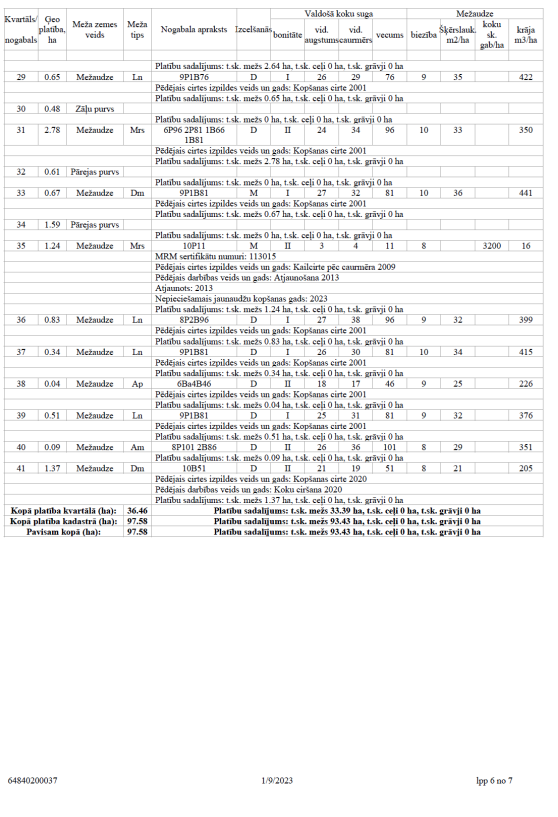 Kvartāls/ nogabals Ģeo platība, ha Meža zemes veids Meža tips Nogabala apraksts Izcelšanās Valdošā koku suga Mežaudze
bonitāte vid. augstums vid. caurmērs vecums biezība Šķērslauk. m2/ha koku sk. gab/ha krāja m3/ha
Platību sadalījums: t.sk. mežs 2.64 ha, t.sk. ceļi 0 ha, t.sk. grāvji 0 ha
29 0.65 Mežaudze Ln 9P1B76 D I 26 29 76 9 35 422
Pēdējais cirtes izpildes veids un gads: Kopšanas cirte 2001
Platību sadalījums: t.sk. mežs 0.65 ha, t.sk. ceļi 0 ha, t.sk. grāvji 0 ha
30 0.48 Zāļu purvs
Platību sadalījums: t.sk. mežs 0 ha, t.sk. ceļi 0 ha, t.sk. grāvji 0 ha
31 2.78 Mežaudze Mrs 6P96 2P81 1B66 1B81 D II 24 34 96 10 33 350
Pēdējais cirtes izpildes veids un gads: Kopšanas cirte 2001
Platību sadalījums: t.sk. mežs 2.78 ha, t.sk. ceļi 0 ha, t.sk. grāvji 0 ha
32 0.61 Pārejas purvs
Platību sadalījums: t.sk. mežs 0 ha, t.sk. ceļi 0 ha, t.sk. grāvji 0 ha
33 0.67 Mežaudze Dm 9P1B81 M I 27 32 81 10 36 441
Pēdējais cirtes izpildes veids un gads: Kopšanas cirte 2001
Platību sadalījums: t.sk. mežs 0.67 ha, t.sk. ceļi 0 ha, t.sk. grāvji 0 ha
34 1.59 Pārejas purvs
Platību sadalījums: t.sk. mežs 0 ha, t.sk. ceļi 0 ha, t.sk. grāvji 0 ha
35 1.24 Mežaudze Mrs 10P11 M II 3 4 11 8 3200 16
MRM sertifikātu numuri: 113015
Pēdējais cirtes izpildes veids un gads: Kailcirte pēc caurmēra 2009
Pēdējais darbības veids un gads: Atjaunošana 2013
Atjaunots: 2013
Nepieciešamais jaunaudžu kopšanas gads: 2023
Platību sadalījums: t.sk. mežs 1.24 ha, t.sk. ceļi 0 ha, t.sk. grāvji 0 ha
36 0.83 Mežaudze Ln 8P2B96 D I 27 38 96 9 32 399
Pēdējais cirtes izpildes veids un gads: Kopšanas cirte 2001
Platību sadalījums: t.sk. mežs 0.83 ha, t.sk. ceļi 0 ha, t.sk. grāvji 0 ha
37 0.34 Mežaudze Ln 9P1B81 D I 26 30 81 10 34 415
Pēdējais cirtes izpildes veids un gads: Kopšanas cirte 2001
Platību sadalījums: t.sk. mežs 0.34 ha, t.sk. ceļi 0 ha, t.sk. grāvji 0 ha
38 0.04 Mežaudze Ap 6Ba4B46 D II 18 17 46 9 25 226
Pēdējais cirtes izpildes veids un gads: Kopšanas cirte 2001
Platību sadalījums: t.sk. mežs 0.04 ha, t.sk. ceļi 0 ha, t.sk. grāvji 0 ha
39 0.51 Mežaudze Ln 9P1B81 D I 25 31 81 9 32 376
Pēdējais cirtes izpildes veids un gads: Kopšanas cirte 2001
Platību sadalījums: t.sk. mežs 0.51 ha, t.sk. ceļi 0 ha, t.sk. grāvji 0 ha
40 0.09 Mežaudze Am 8P101 2B86 D II 26 36 101 8 29 351
Platību sadalījums: t.sk. mežs 0.09 ha, t.sk. ceļi 0 ha, t.sk. grāvji 0 ha
41 1.37 Mežaudze Dm 10B51 D II 21 19 51 8 21 205
Pēdējais cirtes izpildes veids un gads: Kopšanas cirte 2020
Pēdējais darbības veids un gads: Koku ciršana 2020
Platību sadalījums: t.sk. mežs 1.37 ha, t.sk. ceļi 0 ha, t.sk. grāvji 0 ha
Kopā platība kvartālā (ha): 36.46 Platību sadalījums: t.sk. mežs 33.39 ha, t.sk. ceļi 0 ha, t.sk. grāvji 0 ha
Kopā platība kadastrā (ha): 97.58 Platību sadalījums: t.sk. mežs 93.43 ha, t.sk. ceļi 0 ha, t.sk. grāvji 0 ha
Pavisam kopā (ha): 97.58 Platību sadalījums: t.sk. mežs 93.43 ha, t.sk. ceļi 0 ha, t.sk. grāvji 0 ha
64840200037 1/9/2023 lpp 6 no 7